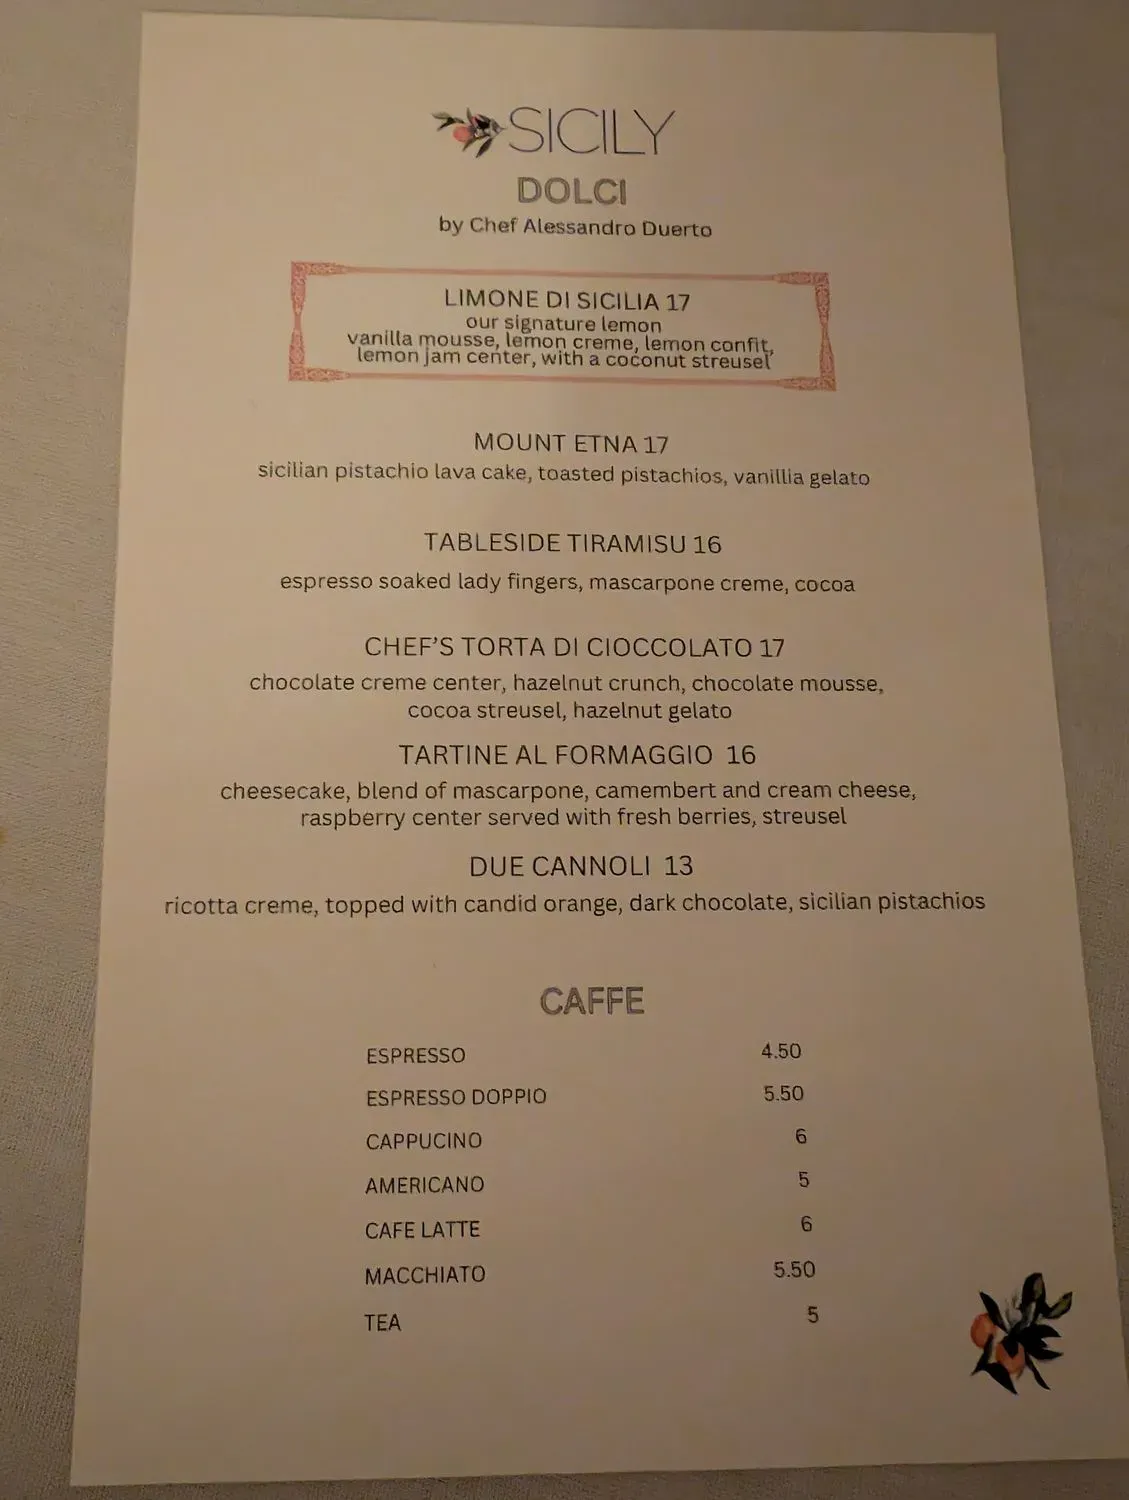 SICILY
DOLCI
by Chef Alessandro Duerto
LIMONE DI SICILIA 17
our signature lemon
vanilla mousse, lemon creme, lemon confit,
lemon jam center, with a coconut streusel
MOUNT ETNA 17
sicilian pistachio lava cake, toasted pistachios, vanillia gelato
TABLESIDE TIRAMISU 16
espresso soaked lady fingers, mascarpone creme, cocoa
CHEF'S TORTA DI CIOCCOLATO 17
chocolate creme center, hazelnut crunch, chocolate mousse,
cocoa streusel, hazelnut gelato
TARTINE AL FORMAGGIO 16
cheesecake, blend of mascarpone, camembert and cream cheese,
raspberry center served with fresh berries, streusel
DUE CANNOLI 13
ricotta creme, topped with candid orange, dark chocolate, sicilian pistachios
CAFFE
ESPRESSO 4.50
ESPRESSO DOPPIO 5.50
CAPPUCINO 6
AMERICANO 5
CAFE LATTE 6
MACCHIATO 5.50
TEA 5